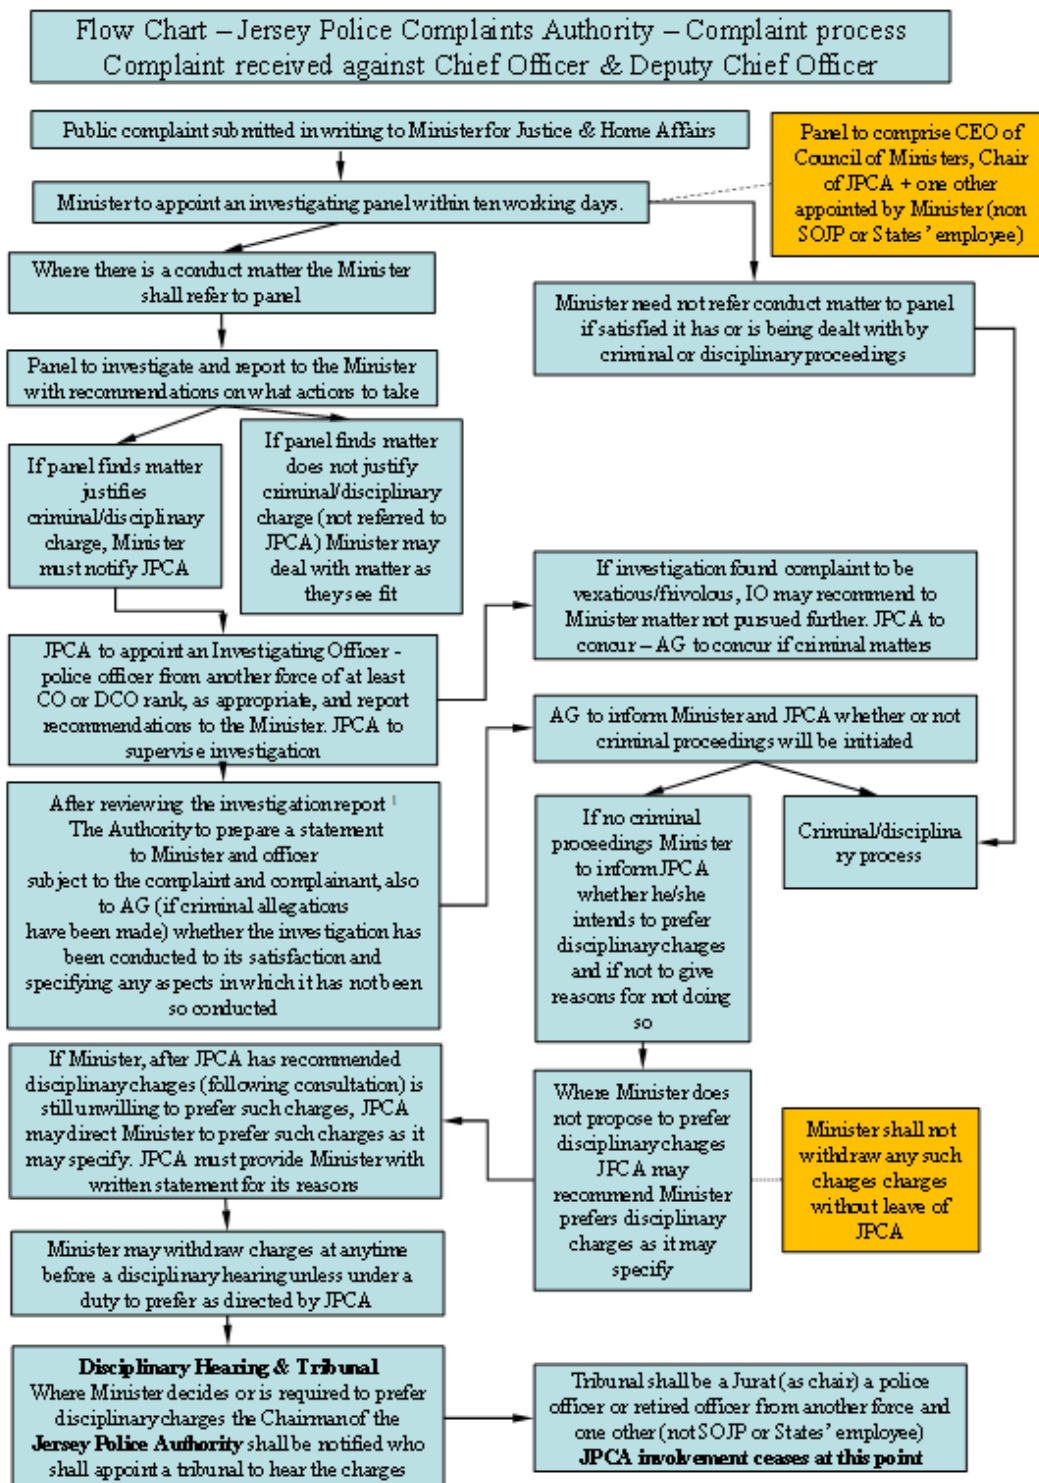 Flow Chart – Jersey Police Complaints Authority – Complaint process
Complaint received against Chief Officer & Deputy Chief Officer
Public complaint submitted in writing to Minister for Justice & Home Affairs
Panel to comprise CEO of
Council of Ministers, Chair
of JPCA + one other
appointed by Minister (non
SOJP or States' employee)
Minister to appoint an investigating panel within ten working days.
Where there is a conduct matter the Minister
shall refer to panel
Minister need not refer conduct matter to panel
if satisfied it has or is being dealt with by
criminal or disciplinary proceedings
Panel to investigate and report to the Minister
with recommendations on what actions to take
If panel finds matter
justifies
criminal/disciplinary
charge, Minister
must notify JPCA
If panel finds matter
does not justify
criminal/disciplinary
charge (not referred to
JPCA) Minister may
deal with matter as
they see fit
If investigation found complaint to be
vexatious/frivolous, IO may recommend to
Minister matter not pursued further. JPCA to
concur – AG to concur if criminal matters
JPCA to appoint an Investigating Officer -
police officer from another force of at least
CO or DCO rank, as appropriate, and report
recommendations to the Minister. JPCA to
supervise investigation
AG to inform Minister and JPCA whether or not
criminal proceedings will be initiated
After reviewing the investigation report 1
The Authority to prepare a statement
to Minister and officer
subject to the complaint and complainant, also
to AG (if criminal allegations
have been made) whether the investigation has
been conducted to its satisfaction and
specifying any aspects in which it has not been
so conducted
If no criminal
proceedings Minister
to inform JPCA
whether he/she
intends to prefer
disciplinary charges
and if not to give
reasons for not doing
so
Criminal/disciplina
ry process
If Minister, after JPCA has recommended
disciplinary charges (following consultation) is
still unwilling to prefer such charges, JPCA
may direct Minister to prefer such charges as it
may specify. JPCA must provide Minister with
written statement for its reasons
Where Minister does
not propose to prefer
disciplinary charges
JPCA may
recommend Minister
prefers disciplinary
charges as it may
specify
Minister shall not
withdraw any such
charges charges
without leave of
JPCA
Minister may withdraw charges at anytime
before a disciplinary hearing unless under a
duty to prefer as directed by JPCA
Disciplinary Hearing & Tribunal
Where Minister decides or is required to prefer
disciplinary charges the Chairman of the
Jersey Police Authority shall be notified who
shall appoint a tribunal to hear the charges
Tribunal shall be a Jurat (as chair) a police
officer or retired officer from another force and
one other (not SOJP or States' employee)
JPCA involvement ceases at this point